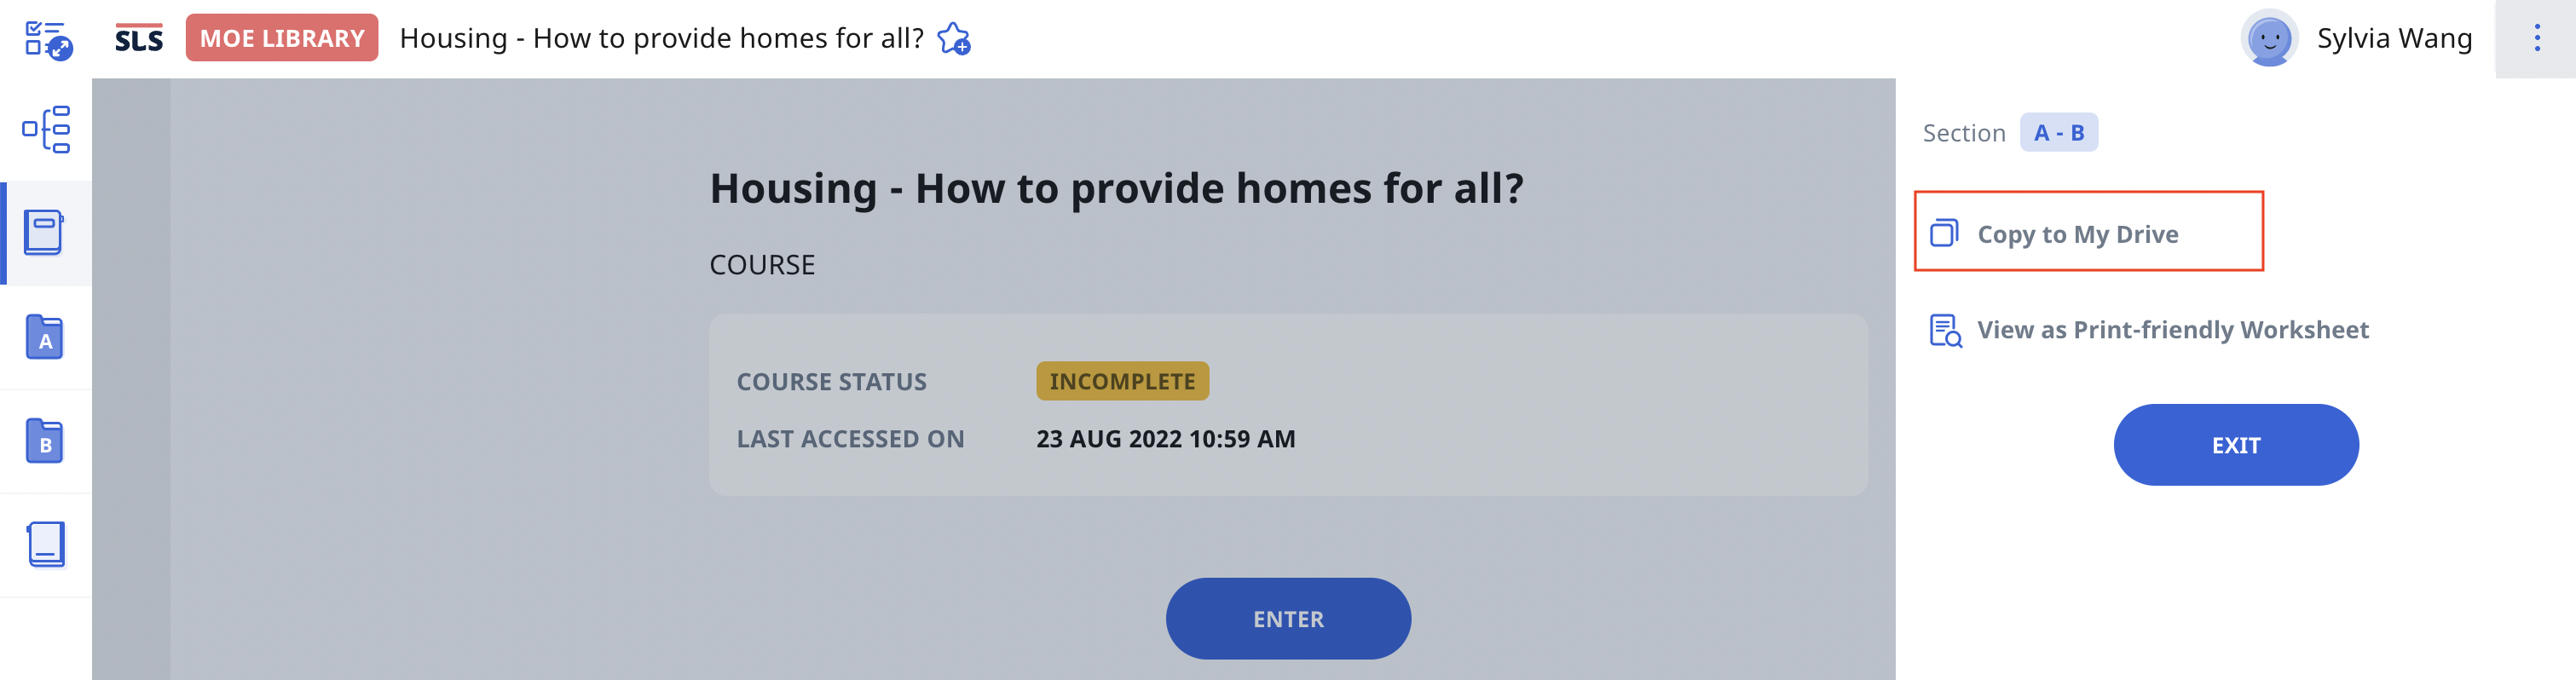 SLS MOE LIBRARY Housing - How to provide homes for all? Sylvia Wang
Section A - B
Copy to My Drive
View as Print-friendly Worksheet
EXIT
A
B
Housing - How to provide homes for all?
COURSE
COURSE STATUS INCOMPLETE
LAST ACCESSED ON 23 AUG 2022 10:59 AM
ENTER